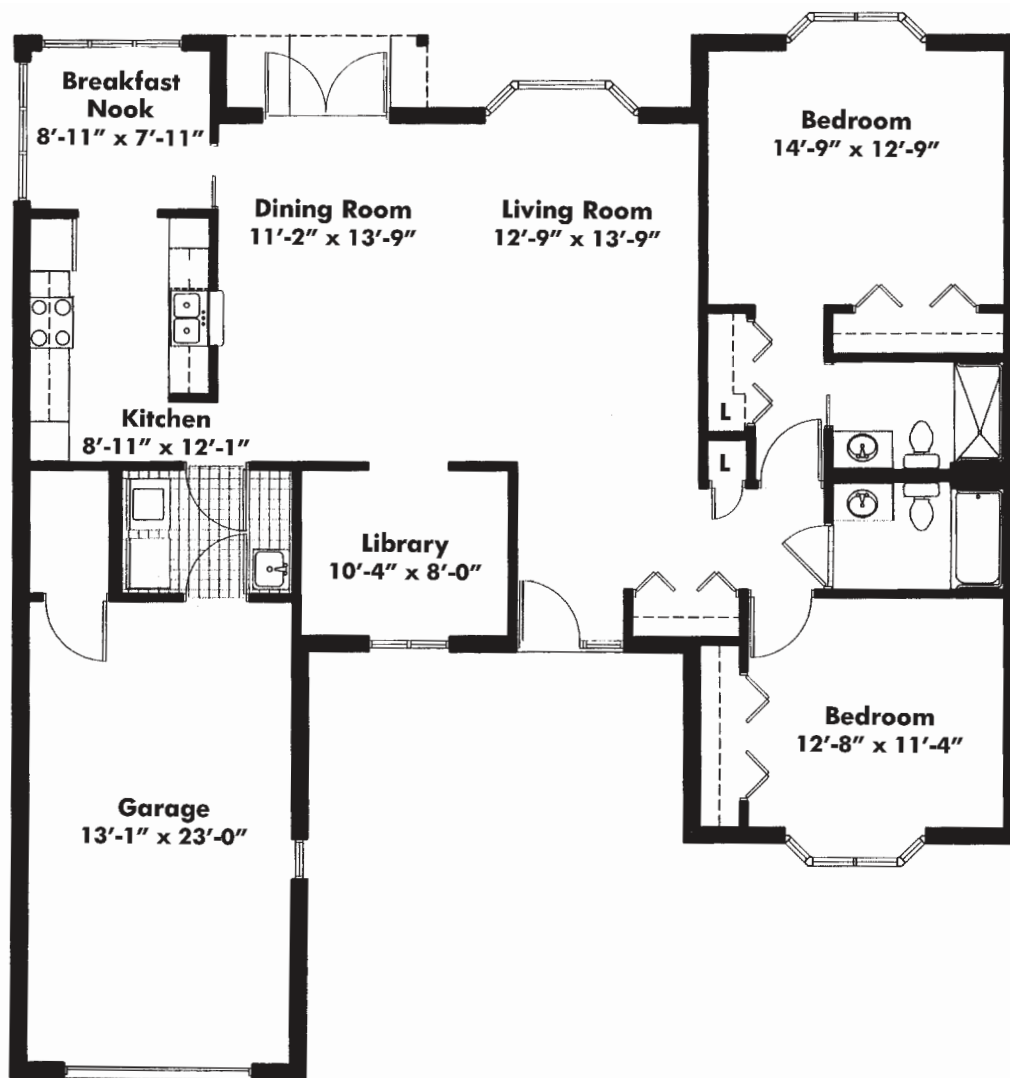 Breakfast
Nook
8'-11" x 7'-11"
Bedroom
14'-9" x 12'-9"
Dining Room
11'-2" x 13'-9"
Living Room
12'-9" x 13'-9"
Kitchen
8'-11" x 12'-1"
L
L
Library
10'-4" x 8'-0"
Bedroom
12'-8" x 11'-4"
Garage
13'-1" x 23'-0"